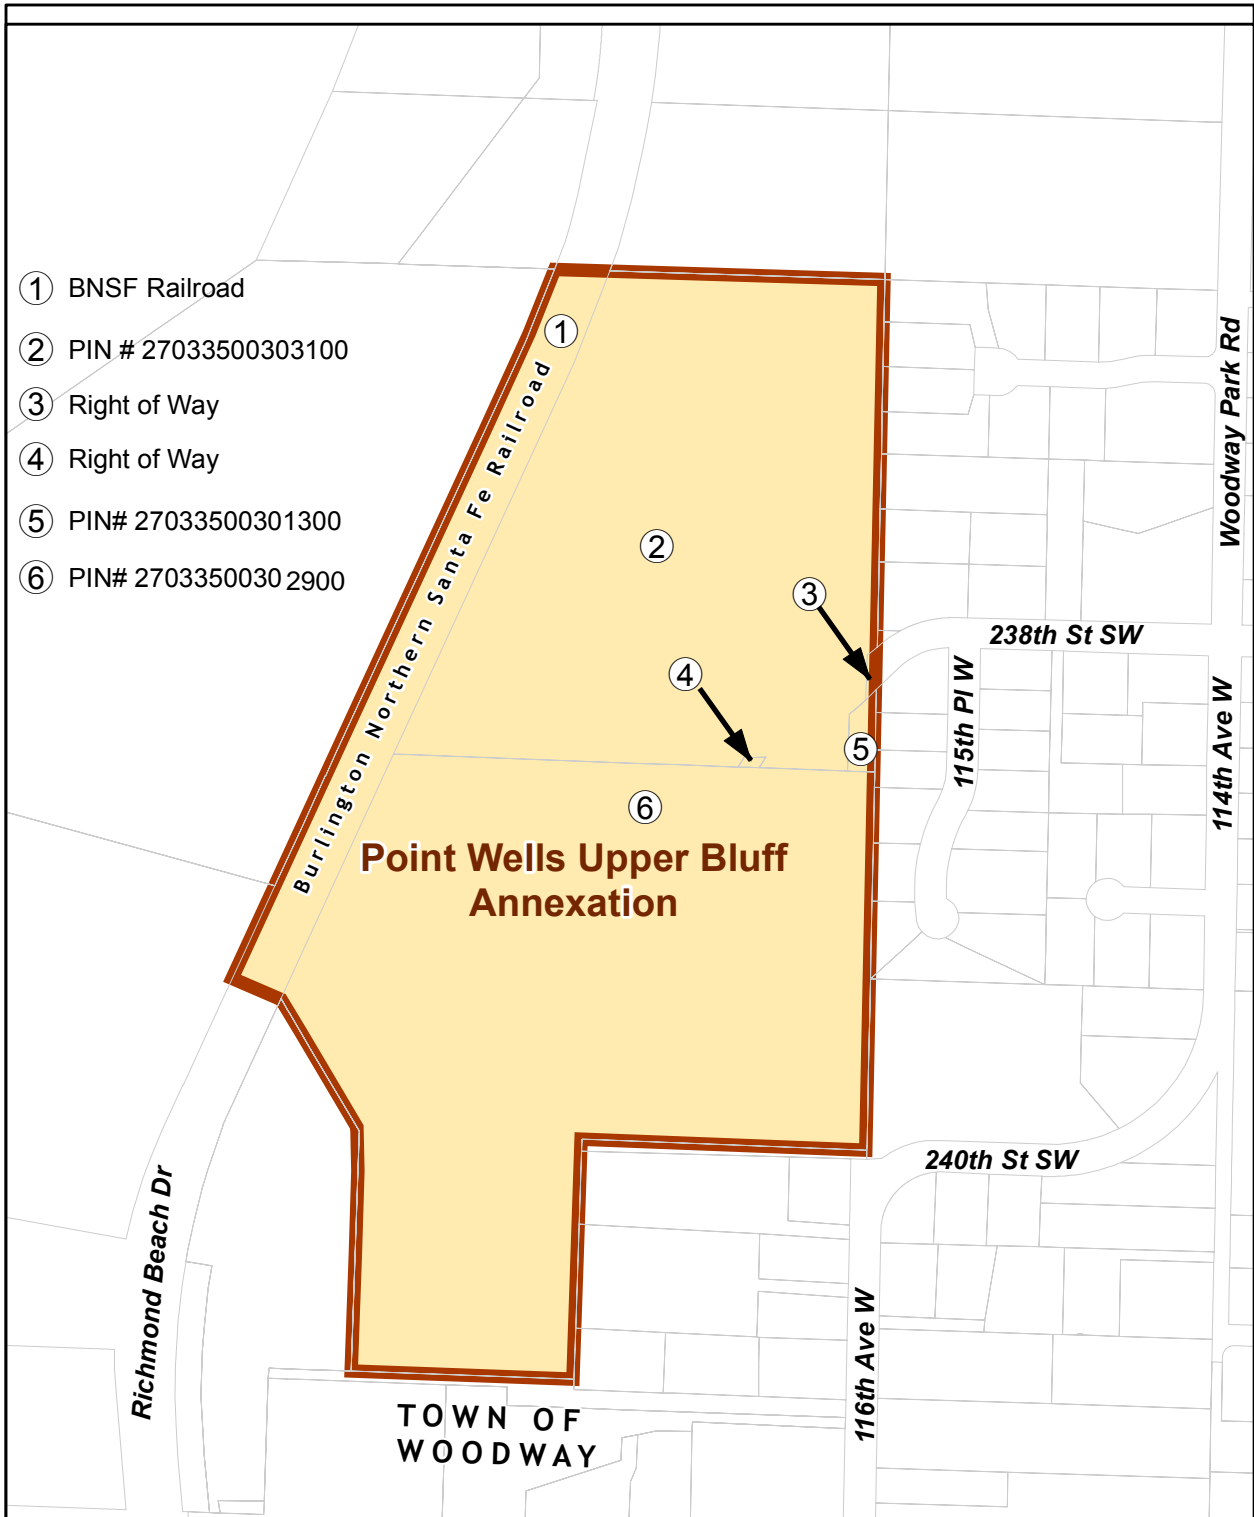 ① BNSF Railroad
② PIN # 27033500303100
③ Right of Way
④ Right of Way
⑤ PIN# 27033500301300
⑥ PIN# 2703350030 2900
1
Burlington Northern Santa Fe Railroad
2
3
4
5
6
Point Wells Upper Bluff
Annexation
Woodway Park Rd
238th St SW
115th Pl W
114th Ave W
240th St SW
116th Ave W
Richmond Beach Dr
TOWN OF
WOODWAY